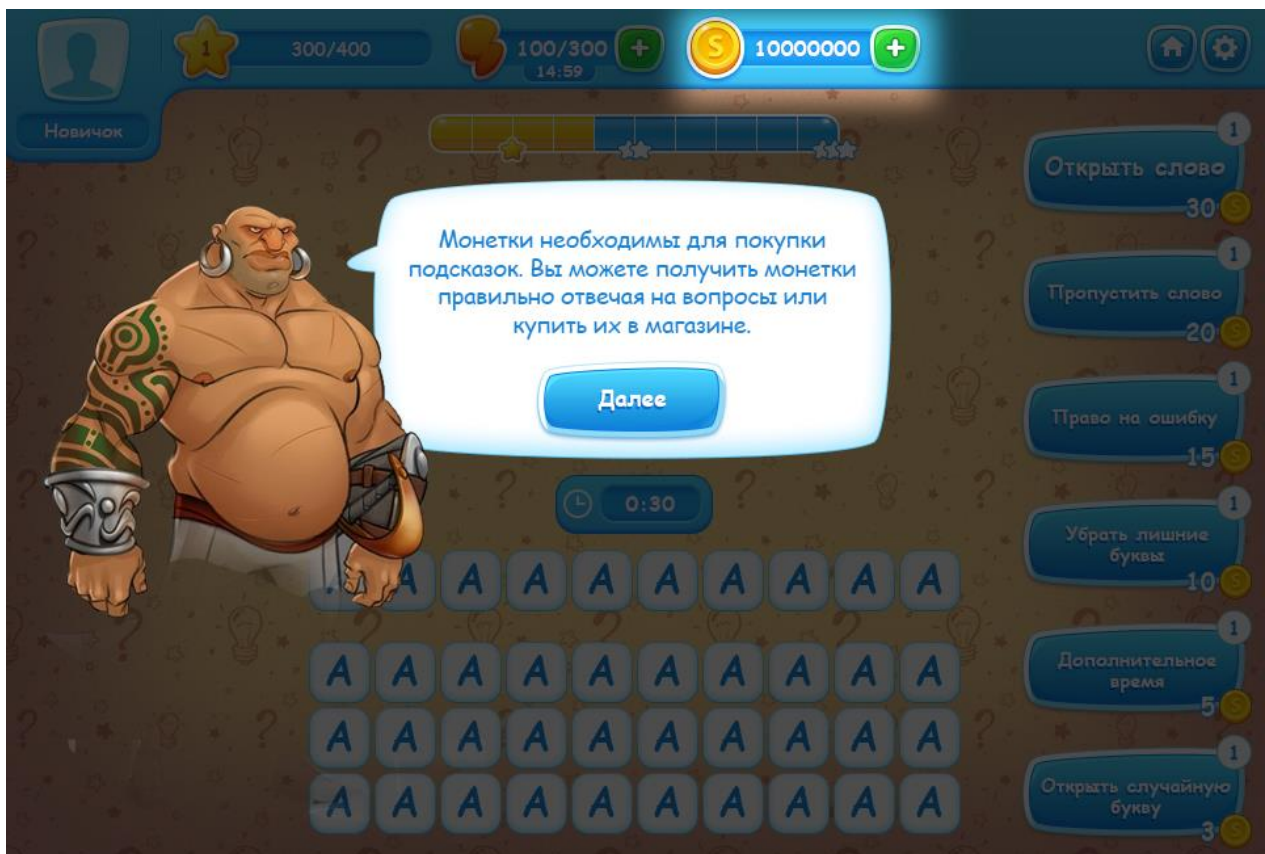 1 300/400 100/300 + S 10000000 +
14:59
Новичок
1
Открыть слово
30 S
Монетки необходимы для покупки
подсказок. Вы можете получить монетки
правильно отвечая на вопросы или
купить их в магазине.
Далее
1
Пропустить слово
20 S
1
Право на ошибку
15 S
0:30
1
Убрать лишние
буквы
10 S
А А А А А А А А А
1
Дополнительное
время
5 S
А А А А А А А А А А
А А А А А А А А А А
1
Открыть случайную
букву
3 S
А А А А А А А А А А